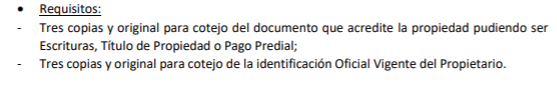 • Requisitos:
- Tres copias y original para cotejo del documento que acredite la propiedad pudiendo ser
Escrituras, Título de Propiedad o Pago Predial;
- Tres copias y original para cotejo de la identificación Oficial Vigente del Propietario.